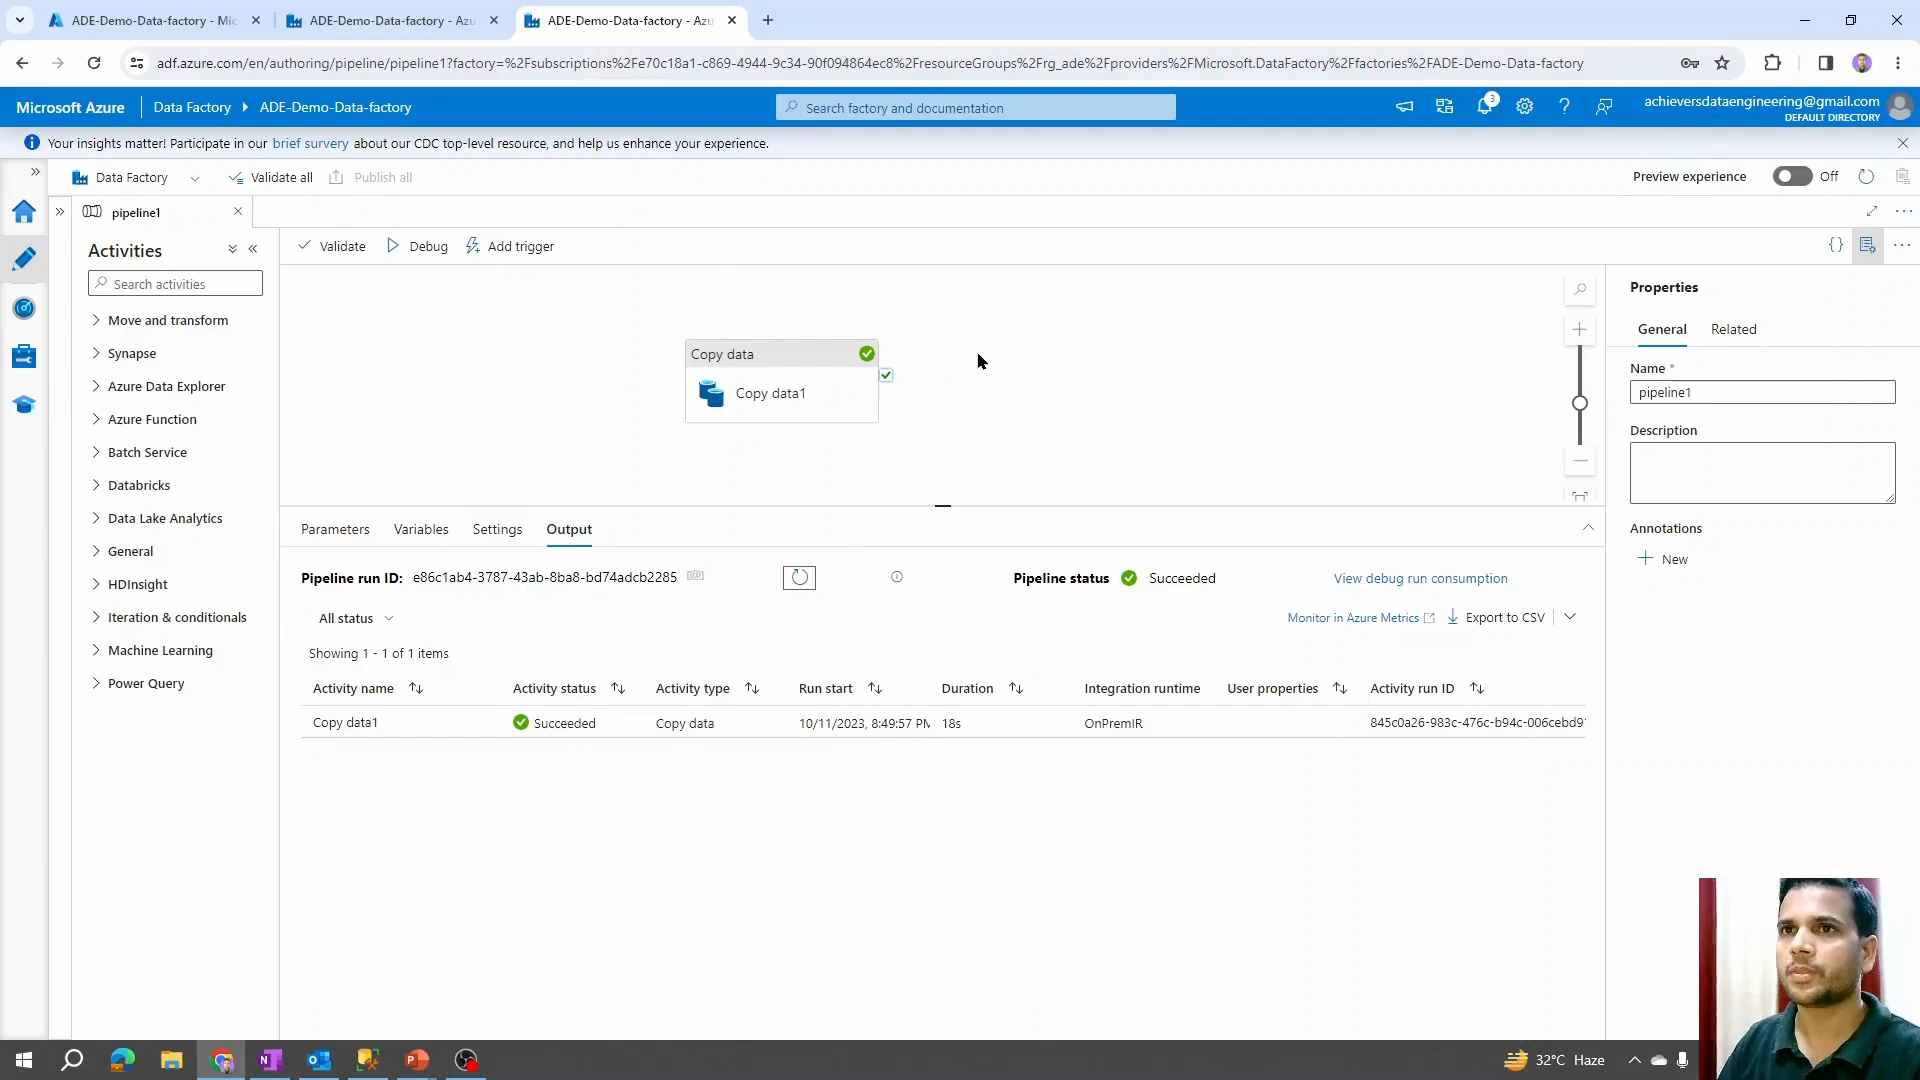 ADE-Demo-Data-factory - Mic
ADE-Demo-Data-factory - Azu
ADE-Demo-Data-factory - Azu
adf.azure.com/en/authoring/pipeline/pipeline1?factory=%2Fsubscriptions%2Fe70c18a1-c869-4944-9c34-90f094864ec8%2FresourceGroups%2Frg_ade%2Fproviders%2FMicrosoft.DataFactory%2Ffactories%2FADE-Demo-Data-factory
Microsoft Azure
Data Factory
ADE-Demo-Data-factory
Search factory and documentation
3
achieversdataengineering@gmail.com
DEFAULT DIRECTORY
Your insights matter! Participate in our brief survey about our CDC top-level resource, and help us enhance your experience.
Data Factory
Validate all
Publish all
Preview experience
Off
pipeline1
Activities
Search activities
Move and transform
Synapse
Azure Data Explorer
Azure Function
Batch Service
Databricks
Data Lake Analytics
General
HDInsight
Iteration & conditionals
Machine Learning
Power Query
Validate
Debug
Add trigger
Copy data
Copy data1
Parameters
Variables
Settings
Output
Pipeline run ID: e86c1ab4-3787-43ab-8ba8-bd74adcb2285
Pipeline status
Succeeded
View debug run consumption
All status
Monitor in Azure Metrics
Export to CSV
Showing 1 - 1 of 1 items
Activity name
Activity status
Activity type
Run start
Duration
Integration runtime
User properties
Activity run ID
Copy data1
Succeeded
Copy data
10/11/2023, 8:49:57 PM
18s
OnPremIR
845c0a26-983c-476c-b94c-006cebd9
Properties
General
Related
Name *
pipeline1
Description
Annotations
New
32°C Haze